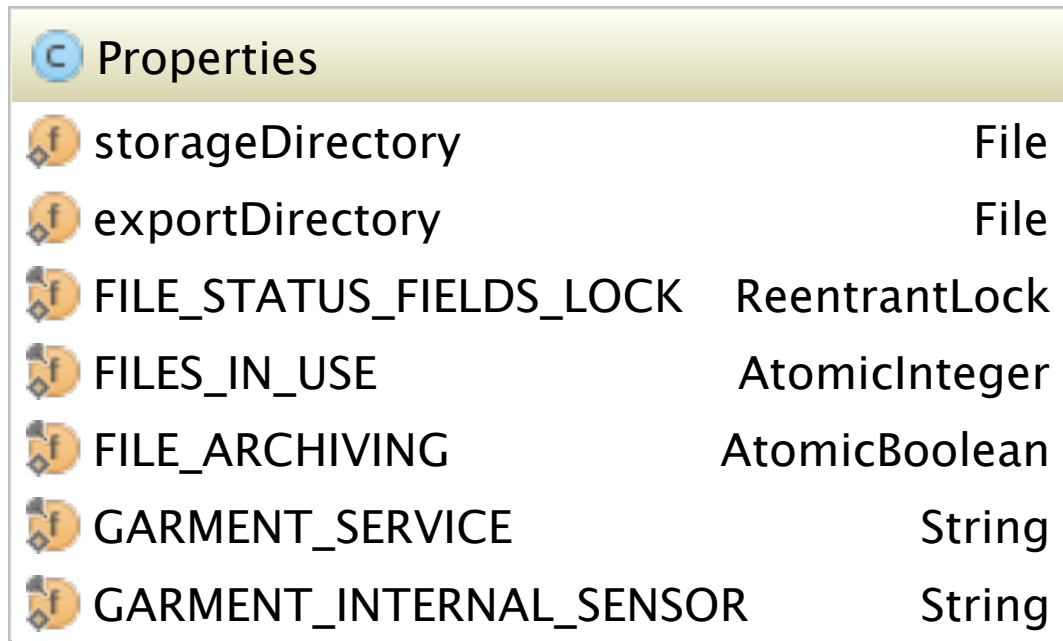 C Properties
f storageDirectory File
f exportDirectory File
f FILE_STATUS_FIELDS_LOCK ReentrantLock
f FILES_IN_USE AtomicInteger
f FILE_ARCHIVING AtomicBoolean
f GARMENT_SERVICE String
f GARMENT_INTERNAL_SENSOR String